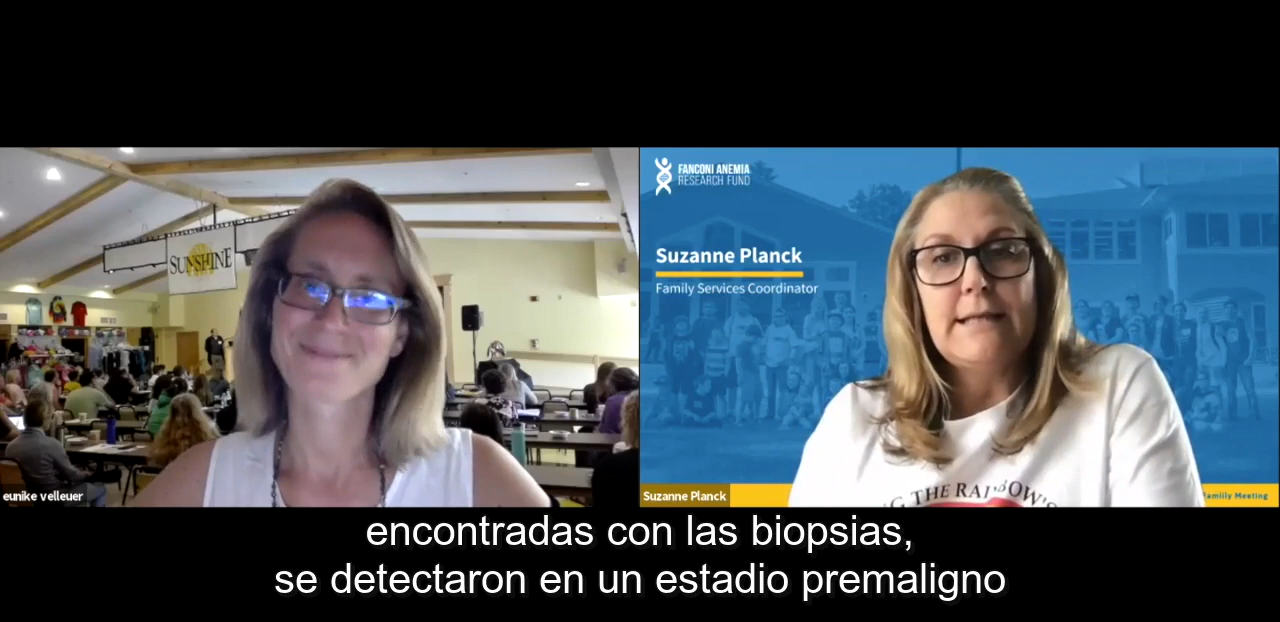 SUNSHINE
eunike velleuer
FANCONI ANEMIA
RESEARCH FUND
Suzanne Planck
Family Services Coordinator
THE RAINBOW'S
Suzanne Planck
Family Meeting
encontradas con las biopsias,
se detectaron en un estadio premaligno